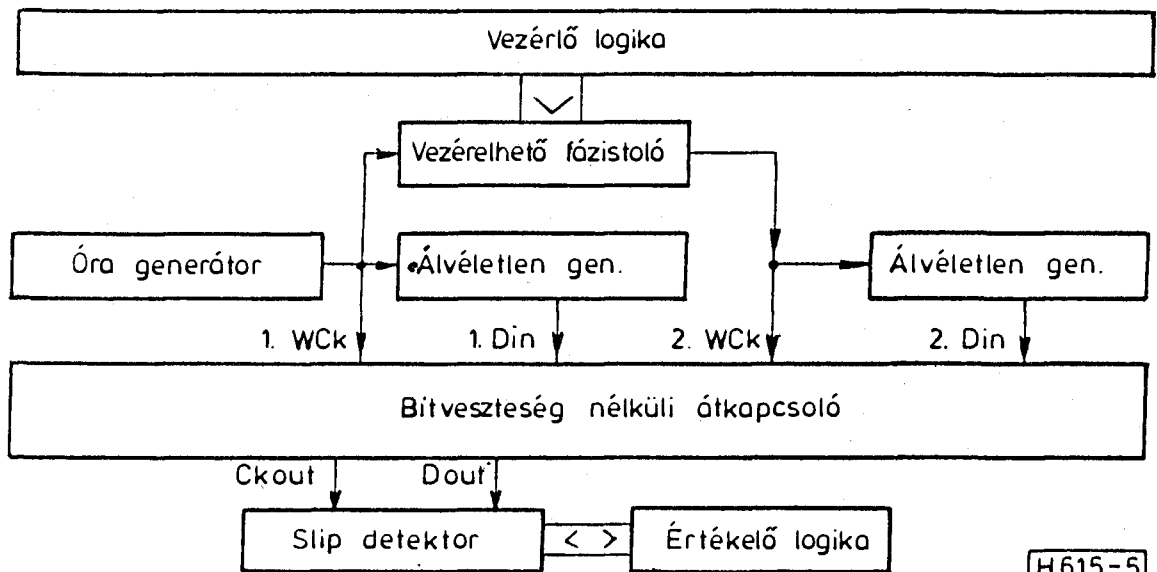 Vezérlő logika
Vezérelhető fázistoló
Óra generátor
Álvéletlen gen.
Álvéletlen gen.
1. WCk
1. Din
2. WCk
2. Din
Bitveszteség nélküli átkapcsoló
Ckout
Dout
Slip detektor
< >
Értékelő logika
H615-5